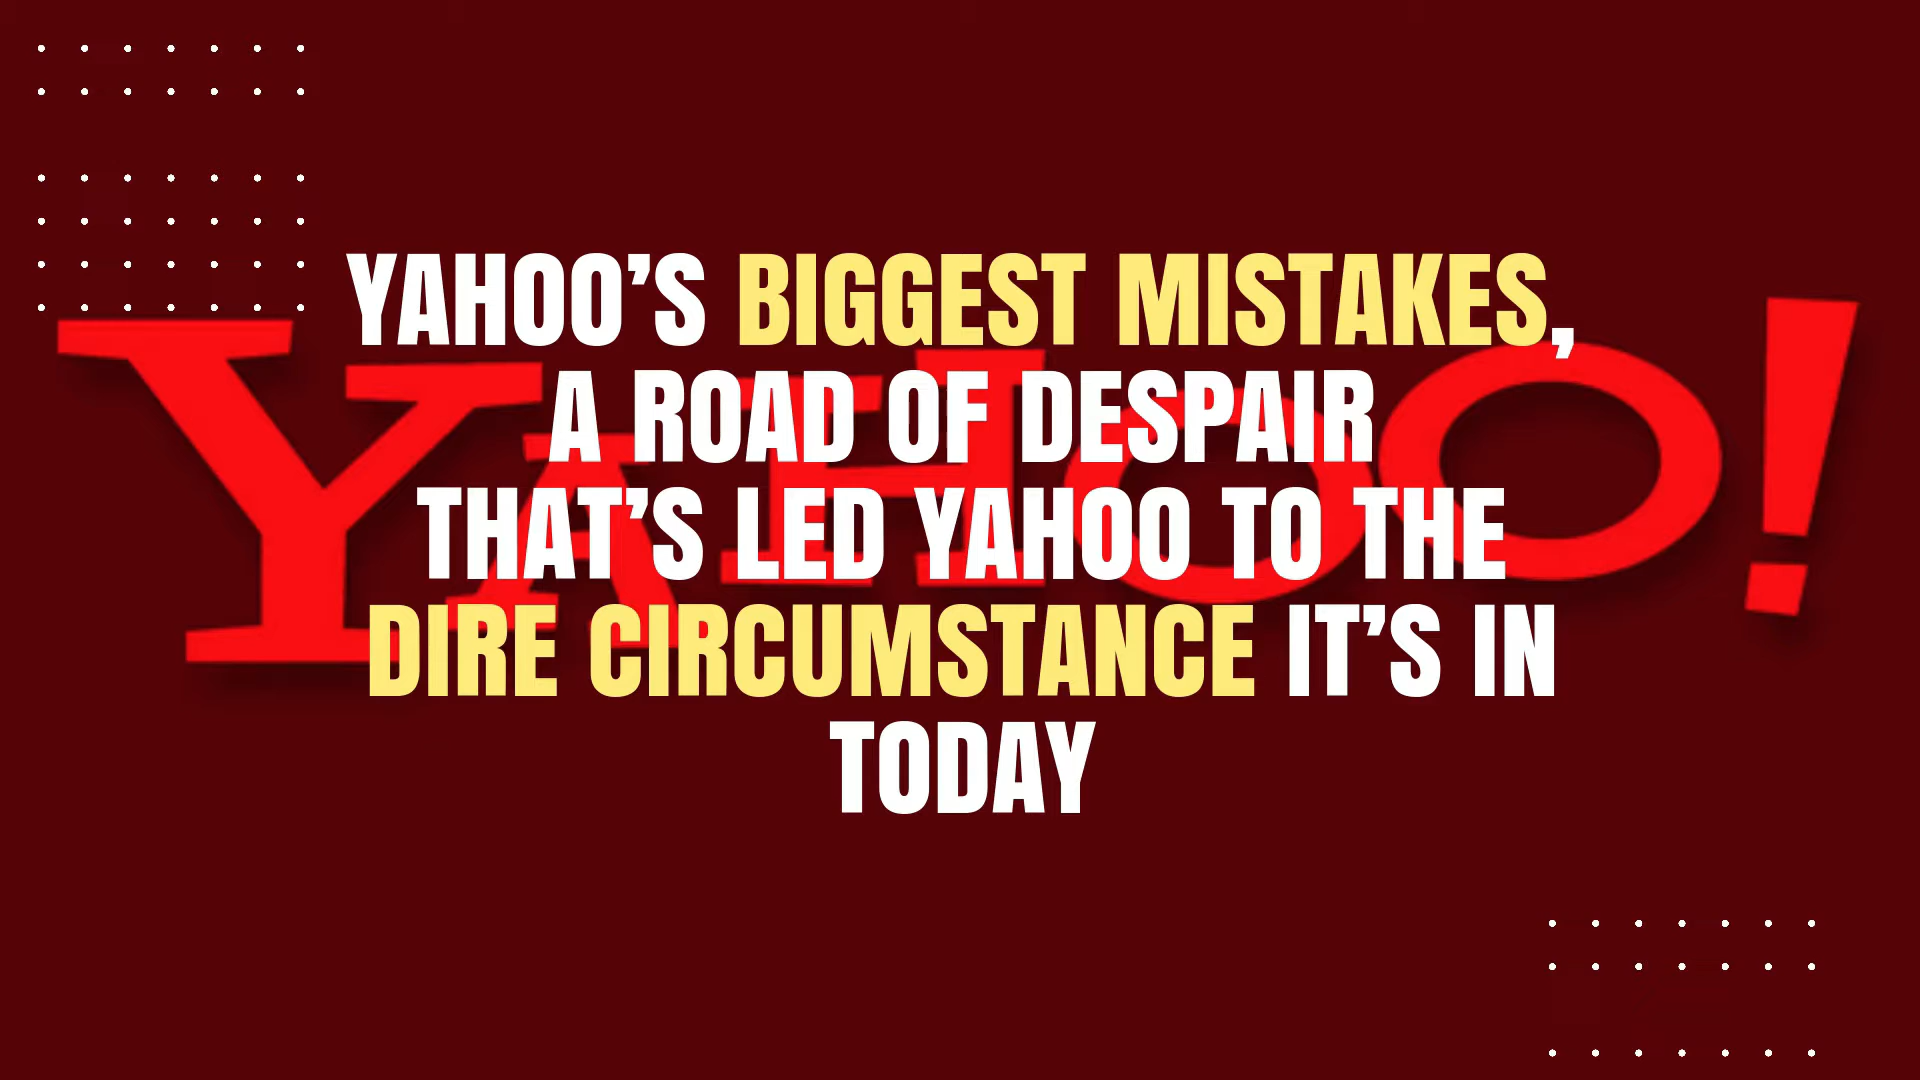 YAHOO’S BIGGEST MISTAKES,
A ROAD OF DESPAIR
THAT’S LED YAHOO TO THE
DIRE CIRCUMSTANCE IT’S IN
TODAY
YAHOO!